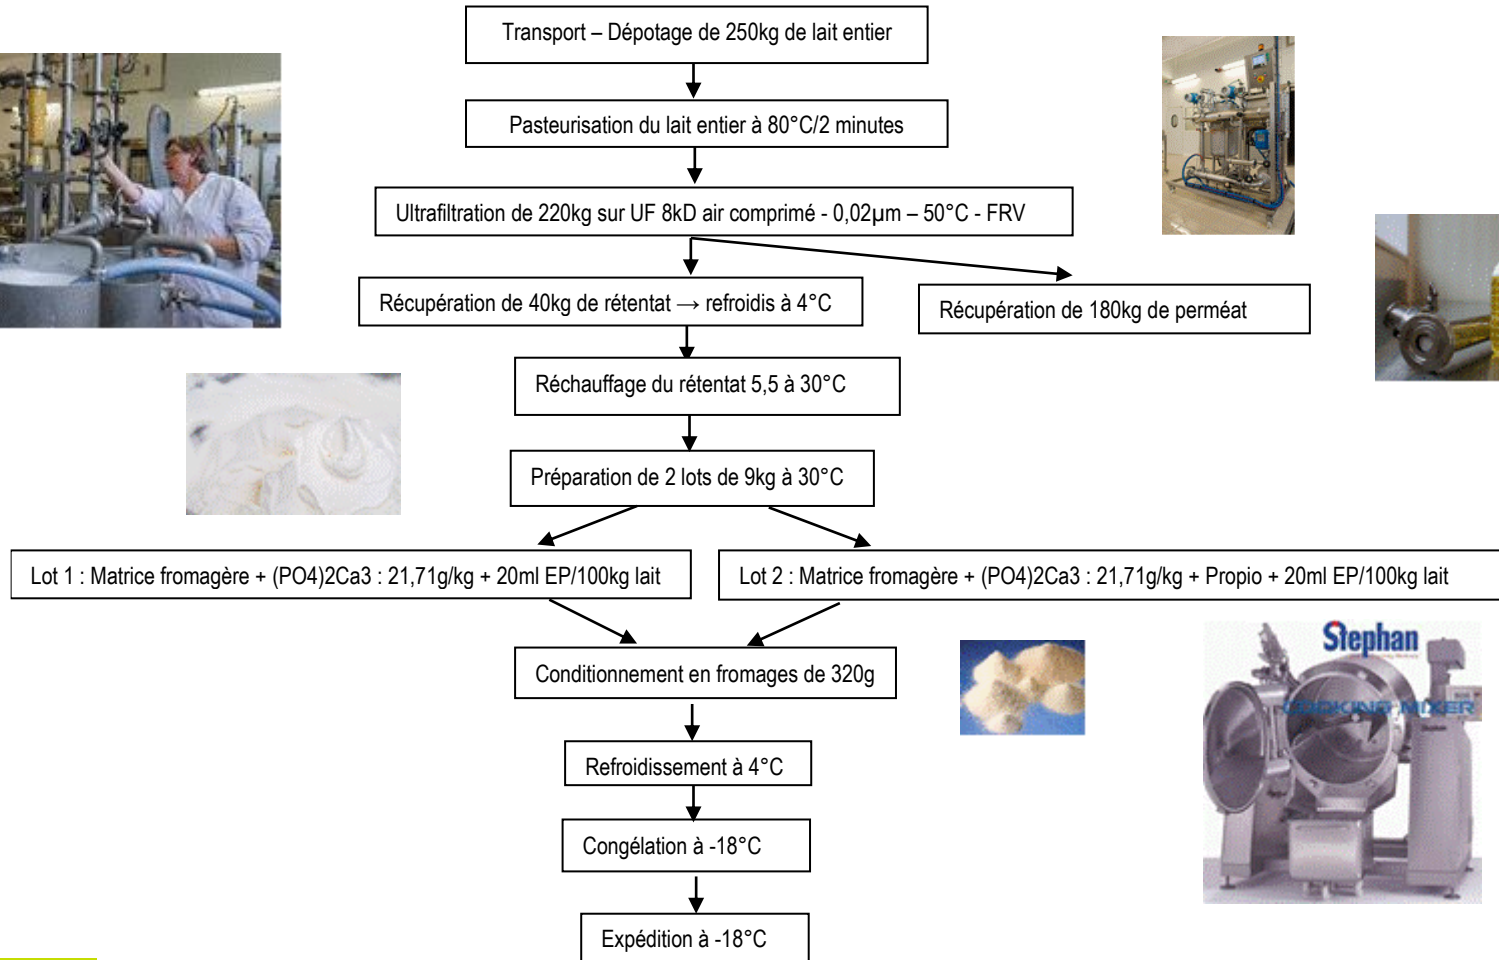 Transport – Dépotage de 250kg de lait entier
Pasteurisation du lait entier à 80°C/2 minutes
Ultrafiltration de 220kg sur UF 8kD air comprimé - 0,02µm – 50°C - FRV
Récupération de 40kg de rétentat → refroidis à 4°C
Récupération de 180kg de perméat
Réchauffage du rétentat 5,5 à 30°C
Préparation de 2 lots de 9kg à 30°C
Lot 1 : Matrice fromagère + (PO4)2Ca3 : 21,71g/kg + 20ml EP/100kg lait
Lot 2 : Matrice fromagère + (PO4)2Ca3 : 21,71g/kg + Propio + 20ml EP/100kg lait
Conditionnement en fromages de 320g
Stephan
COOKING MIXER
Refroidissement à 4°C
Congélation à -18°C
Expédition à -18°C